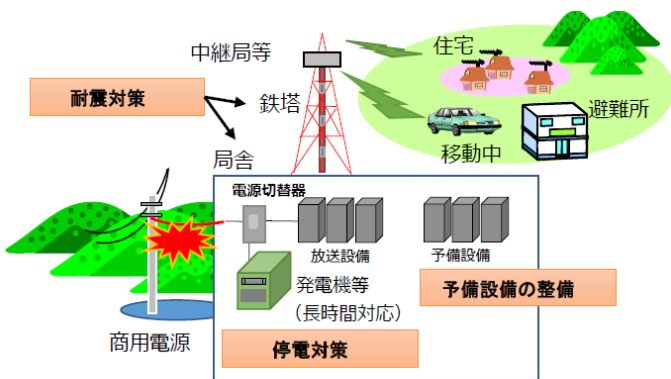 中継局等
住宅
耐震対策
鉄塔
避難所
移動中
局舎
電源切替器
放送設備
予備設備
発電機等
(長時間対応)
予備設備の整備
商用電源
停電対策